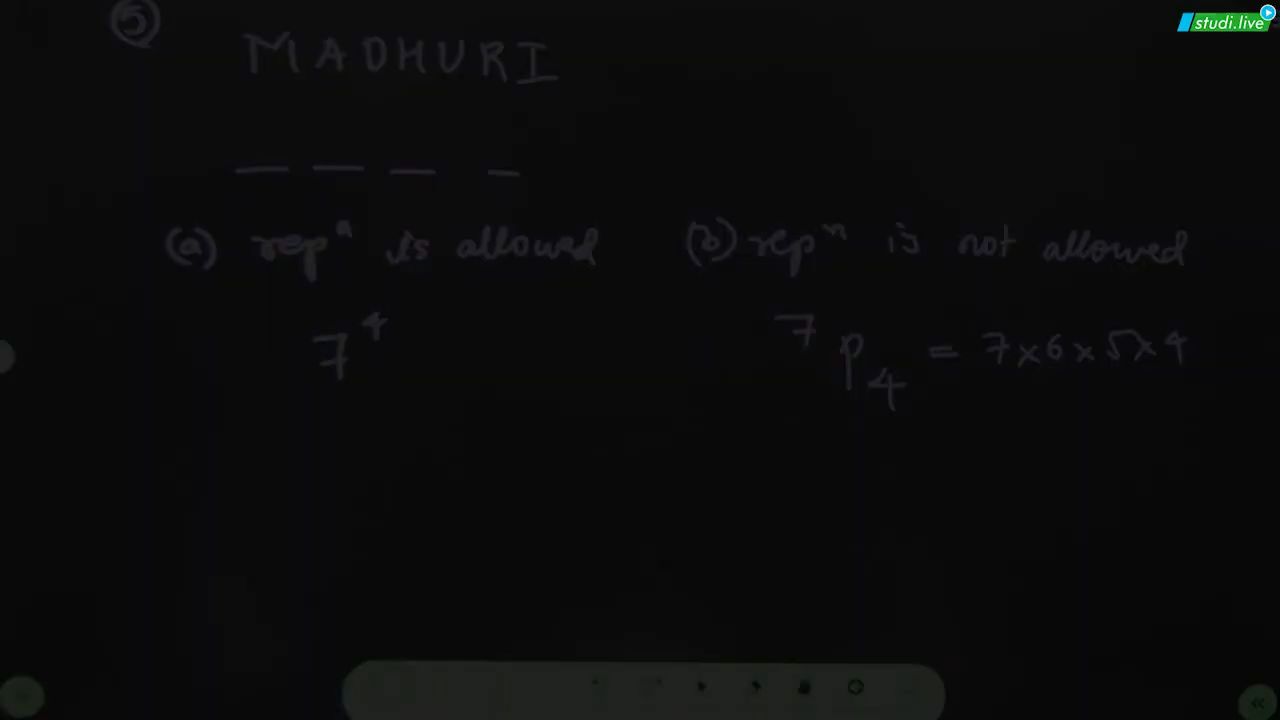 studi.live
⑤ MADHURI
(a) repⁿ is allowed
7⁴
(b) repⁿ is not allowed
⁷P₄ = 7×6×5×4